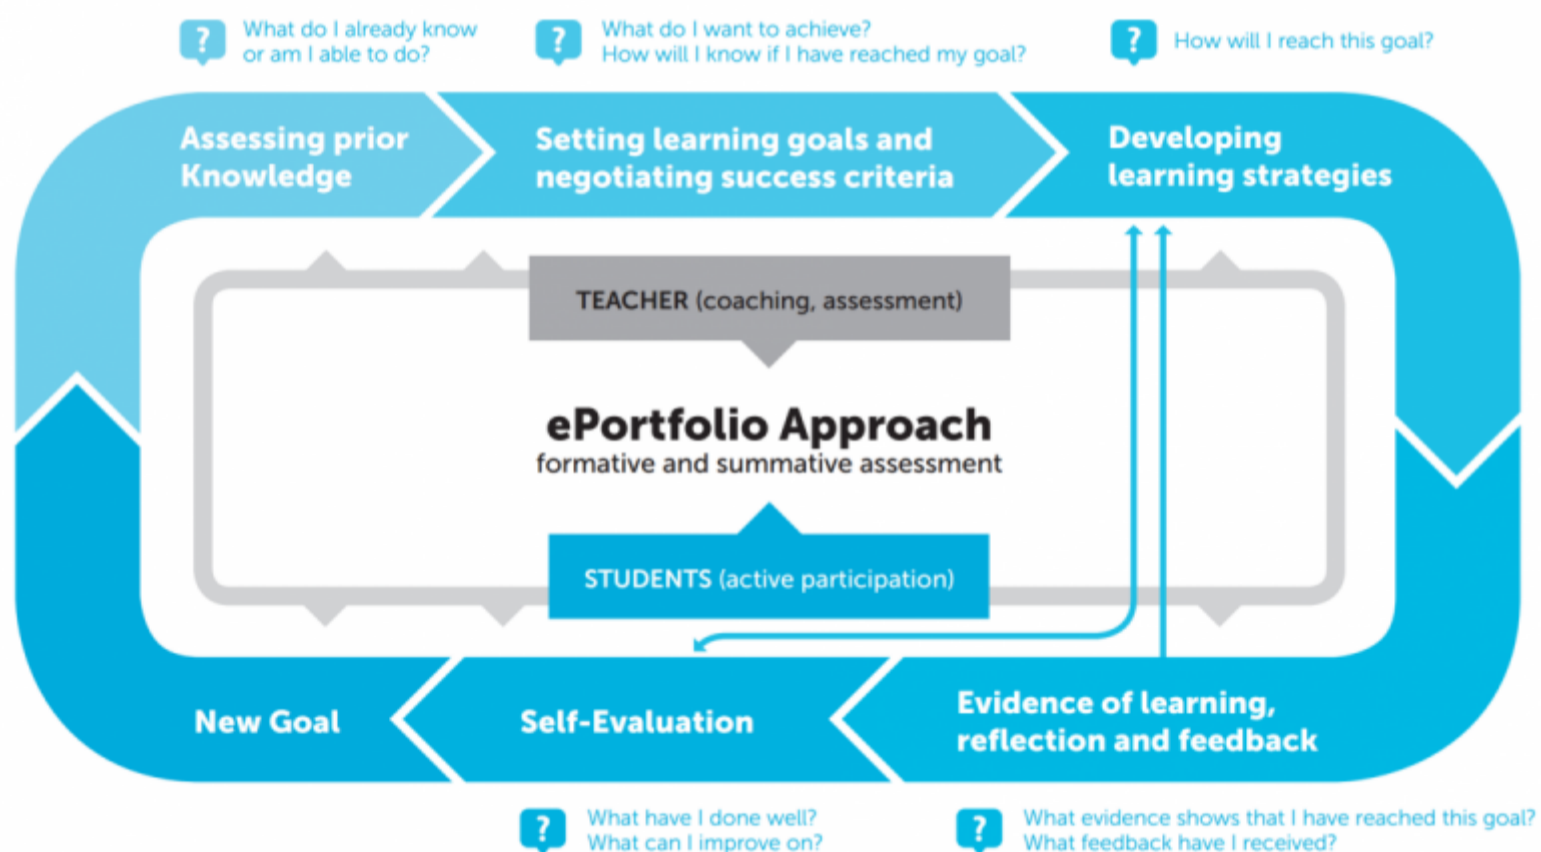 ?
What do I already know
or am I able to do?
?
What do I want to achieve?
How will I know if I have reached my goal?
?
How will I reach this goal?
Assessing prior
Knowledge
Setting learning goals and
negotiating success criteria
Developing
learning strategies
TEACHER (coaching, assessment)
ePortfolio Approach
formative and summative assessment
STUDENTS (active participation)
New Goal
Self-Evaluation
Evidence of learning,
reflection and feedback
?
What have I done well?
What can I improve on?
?
What evidence shows that I have reached this goal?
What feedback have I received?